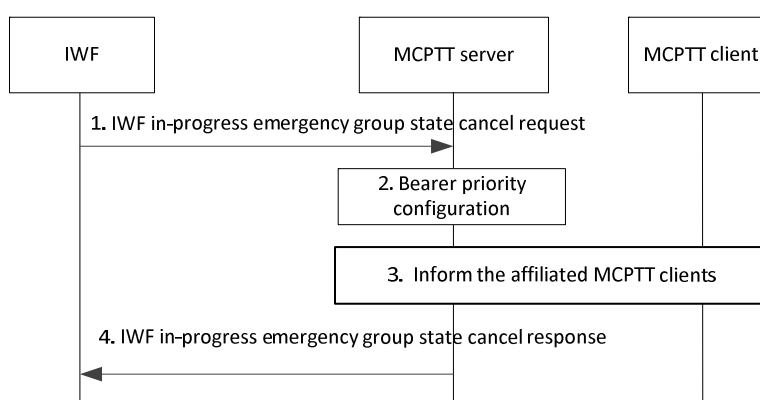 IWF
MCPTT server
MCPTT client
1. IWF in-progress emergency group state cancel request
2. Bearer priority
configuration
3. Inform the affiliated MCPTT clients
4. IWF in-progress emergency group state cancel response